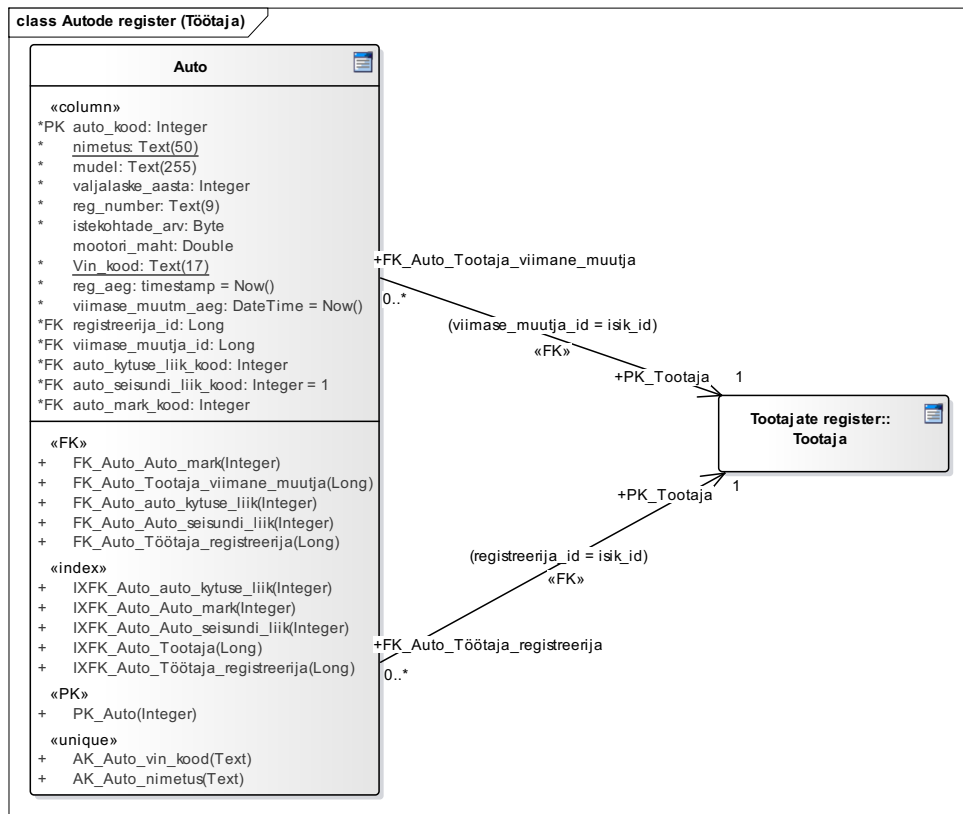 class Autode register (Töötaja)
Auto
«column»
*PK auto_kood: Integer
* nimetus: Text(50)
* mudel: Text(255)
* valjalaske_aasta: Integer
* reg_number: Text(9)
* istekohtade_arv: Byte
mootori_maht: Double
* Vin_kood: Text(17)
* reg_aeg: timestamp = Now()
* viimase_muutm_aeg: DateTime = Now()
*FK registreerija_id: Long
*FK viimase_muutja_id: Long
*FK auto_kytuse_liik_kood: Integer
*FK auto_seisundi_liik_kood: Integer = 1
*FK auto_mark_kood: Integer
«FK»
+ FK_Auto_Auto_mark(Integer)
+ FK_Auto_Tootaja_viimane_muutja(Long)
+ FK_Auto_auto_kytuse_liik(Integer)
+ FK_Auto_Auto_seisundi_liik(Integer)
+ FK_Auto_Töötaja_registreerija(Long)
«index»
+ IXFK_Auto_auto_kytuse_liik(Integer)
+ IXFK_Auto_Auto_mark(Integer)
+ IXFK_Auto_Auto_seisundi_liik(Integer)
+ IXFK_Auto_Tootaja(Long)
+ IXFK_Auto_Töötaja_registreerija(Long)
«PK»
+ PK_Auto(Integer)
«unique»
+ AK_Auto_vin_kood(Text)
+ AK_Auto_nimetus(Text)
+FK_Auto_Tootaja_viimane_muutja
0..*
(viimase_muutja_id = isik_id)
«FK»
+PK_Tootaja 1
Tootajate register::
Tootaja
+PK_Tootaja 1
(registreerija_id = isik_id)
«FK»
+FK_Auto_Töötaja_registreerija
0..*